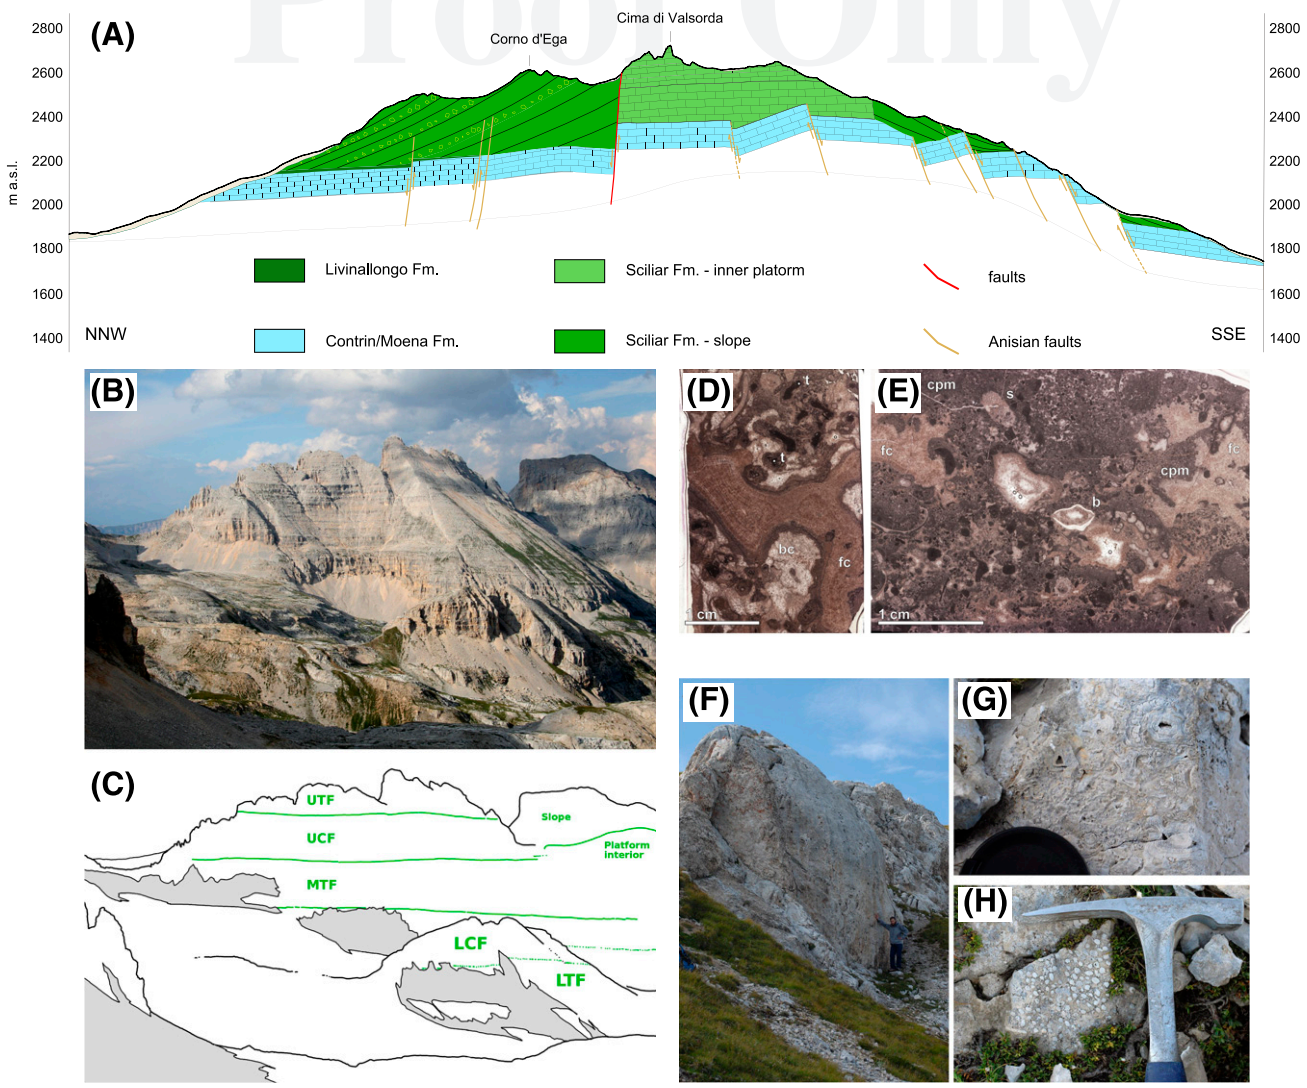 Proof Only
(A)
Cima di Valsorda
Corno d'Ega
2800
2600
2400
2200
2000
1800
1600
1400
m a.s.l.
2800
2600
2400
2200
2000
1800
1600
1400
NNW
SSE
Livinallongo Fm.
Sciliar Fm. - inner platorm
faults
Contrin/Moena Fm.
Sciliar Fm. - slope
Anisian faults
(B)
(C)
UTF
UCF
MTF
LCF
LTF
Slope
Platform
interior
(D)
t
t
bc
fc
cm
(E)
cpm
s
fc
fc
cpm
b
1 cm
(F)
(G)
(H)